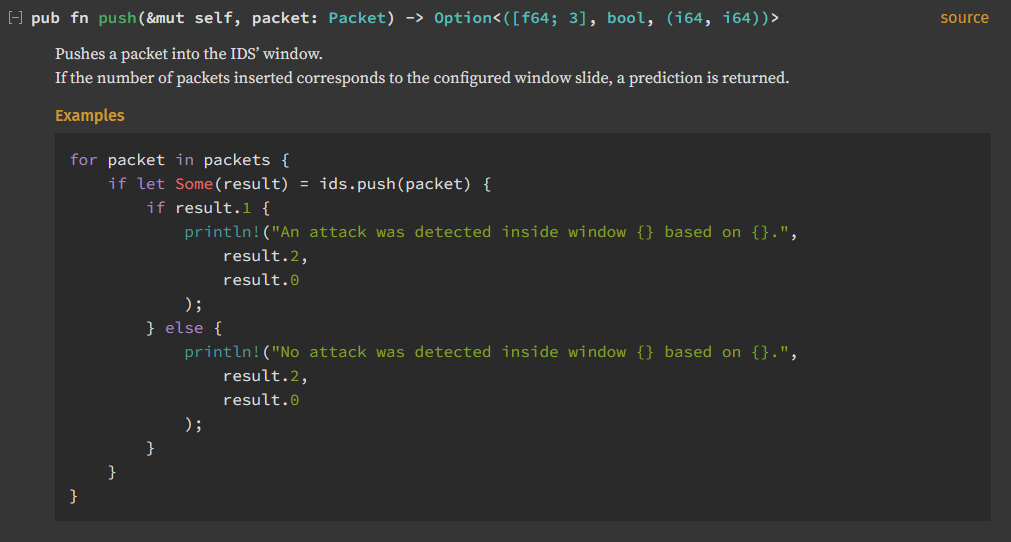 [-] pub fn push(&mut self, packet: Packet) -> Option<([f64; 3], bool, (i64, i64))> source
Pushes a packet into the IDS’ window.
If the number of packets inserted corresponds to the configured window slide, a prediction is returned.
Examples
for packet in packets {
    if let Some(result) = ids.push(packet) {
        if result.1 {
            println!("An attack was detected inside window {} based on {}.",
                result.2,
                result.0
            );
        } else {
            println!("No attack was detected inside window {} based on {}.",
                result.2,
                result.0
            );
        }
    }
}